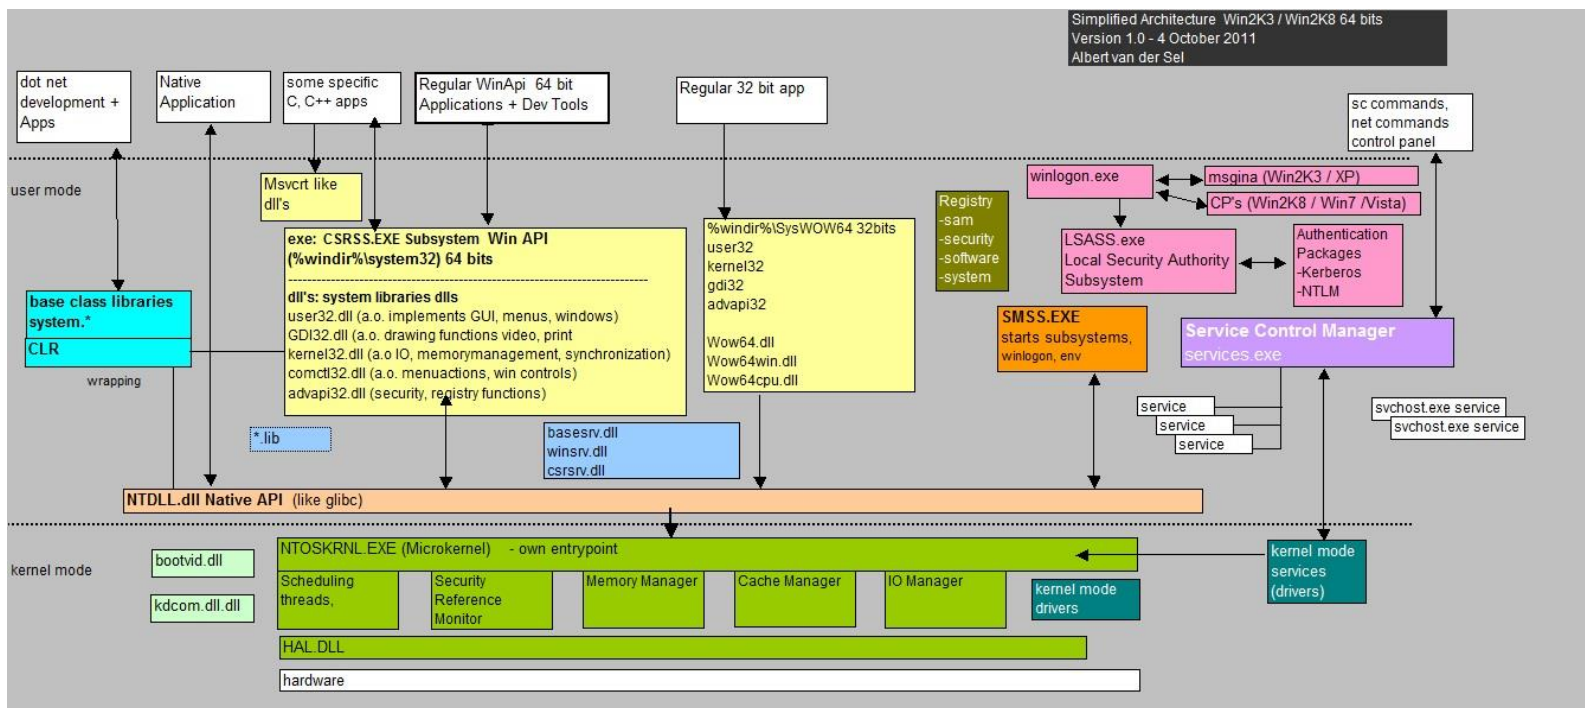 Simplified Architecture Win2K3 / Win2K8 64 bits
Version 1.0 - 4 October 2011
Albert van der Sel
dot net
development +
Apps
Native
Application
some specific
C, C++ apps
Regular WinApi 64 bit
Applications + Dev Tools
Regular 32 bit app
sc commands,
net commands
control panel
user mode
Msvcrt like
dll's
exe: CSRSS.EXE Subsystem Win API
(%windir%\system32) 64 bits
dll's: system libraries dlls
user32.dll (a.o. implements GUI, menus, windows)
GDI32.dll (a.o. drawing functions video, print
kernel32.dll (a.o IO, memorymanagement, synchronization)
comctl32.dll (a.o. menuactions, win controls)
advapi32.dll (security, registry functions)
%windir%\SysWOW64 32bits
user32
kernel32
gdi32
advapi32
Wow64.dll
Wow64win.dll
Wow64cpu.dll
Registry
-sam
-security
-software
-system
winlogon.exe
msgina (Win2K3 / XP)
CP's (Win2K8 / Win7 /Vista)
LSASS.exe
Local Security Authority
Subsystem
Authentication
Packages
-Kerberos
-NTLM
base class libraries
system.*
CLR
wrapping
SMSS.EXE
starts subsystems,
winlogon, env
Service Control Manager
services.exe
service
service
service
svchost.exe service
svchost.exe service
*.lib
basesrv.dll
winsrv.dll
csrsrv.dll
NTDLL.dll Native API (like glibc)
kernel mode
bootvid.dll
kdcom.dll.dll
NTOSKRNL.EXE (Microkernel) - own entrypoint
Scheduling
threads,
Security
Reference
Monitor
Memory Manager
Cache Manager
IO Manager
kernel mode
drivers
kernel mode
services
(drivers)
HAL.DLL
hardware